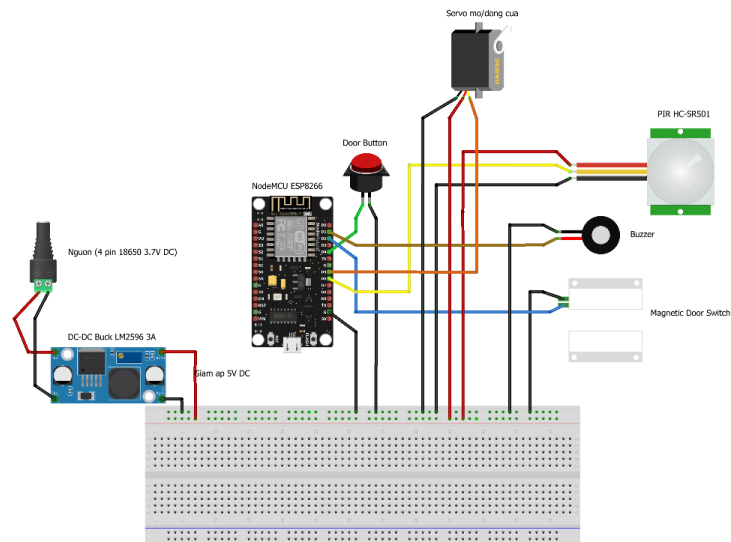 Servo mo/dong cua
SERVO
PIR HC-SR501
Door Button
NodeMCU ESP8266
Buzzer
Nguon (4 pin 18650 3.7V DC)
Magnetic Door Switch
DC-DC Buck LM2596 3A
Giam ap 5V DC